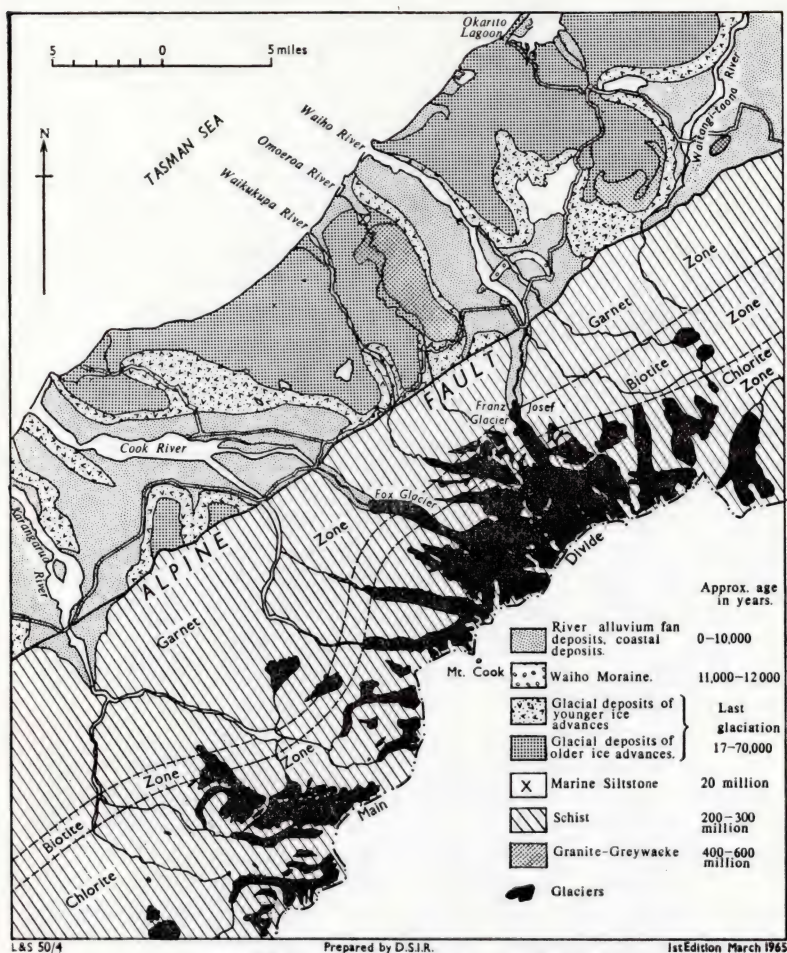 Okarito
Lagoon
5 0 5 miles
N
TASMAN SEA
Waiho River
Omoeroa River
Waikukupa River
Waitangi-taona River
Garnet Zone
Biotite Zone
Chlorite Zone
ALPINE FAULT
Franz Josef
Glacier
Cook River
Fox Glacier
Karangarua
River
Zone
Garnet
Divide
Mt. Cook
Zone
Zone
Biotite
Main
Chlorite
Approx. age
in years.
River alluvium fan
deposits, coastal
deposits. 0-10,000
Waiho Moraine. 11,000-12000
Glacial deposits of
younger ice
advances
Last
glaciation
Glacial deposits of
older ice advances. 17-70,000
Marine Siltstone 20 million
Schist 200-300
million
Granite-Greywacke 400-600
million
Glaciers
L&S 50/4 Prepared by D.S.I.R. 1st Edition March 1965